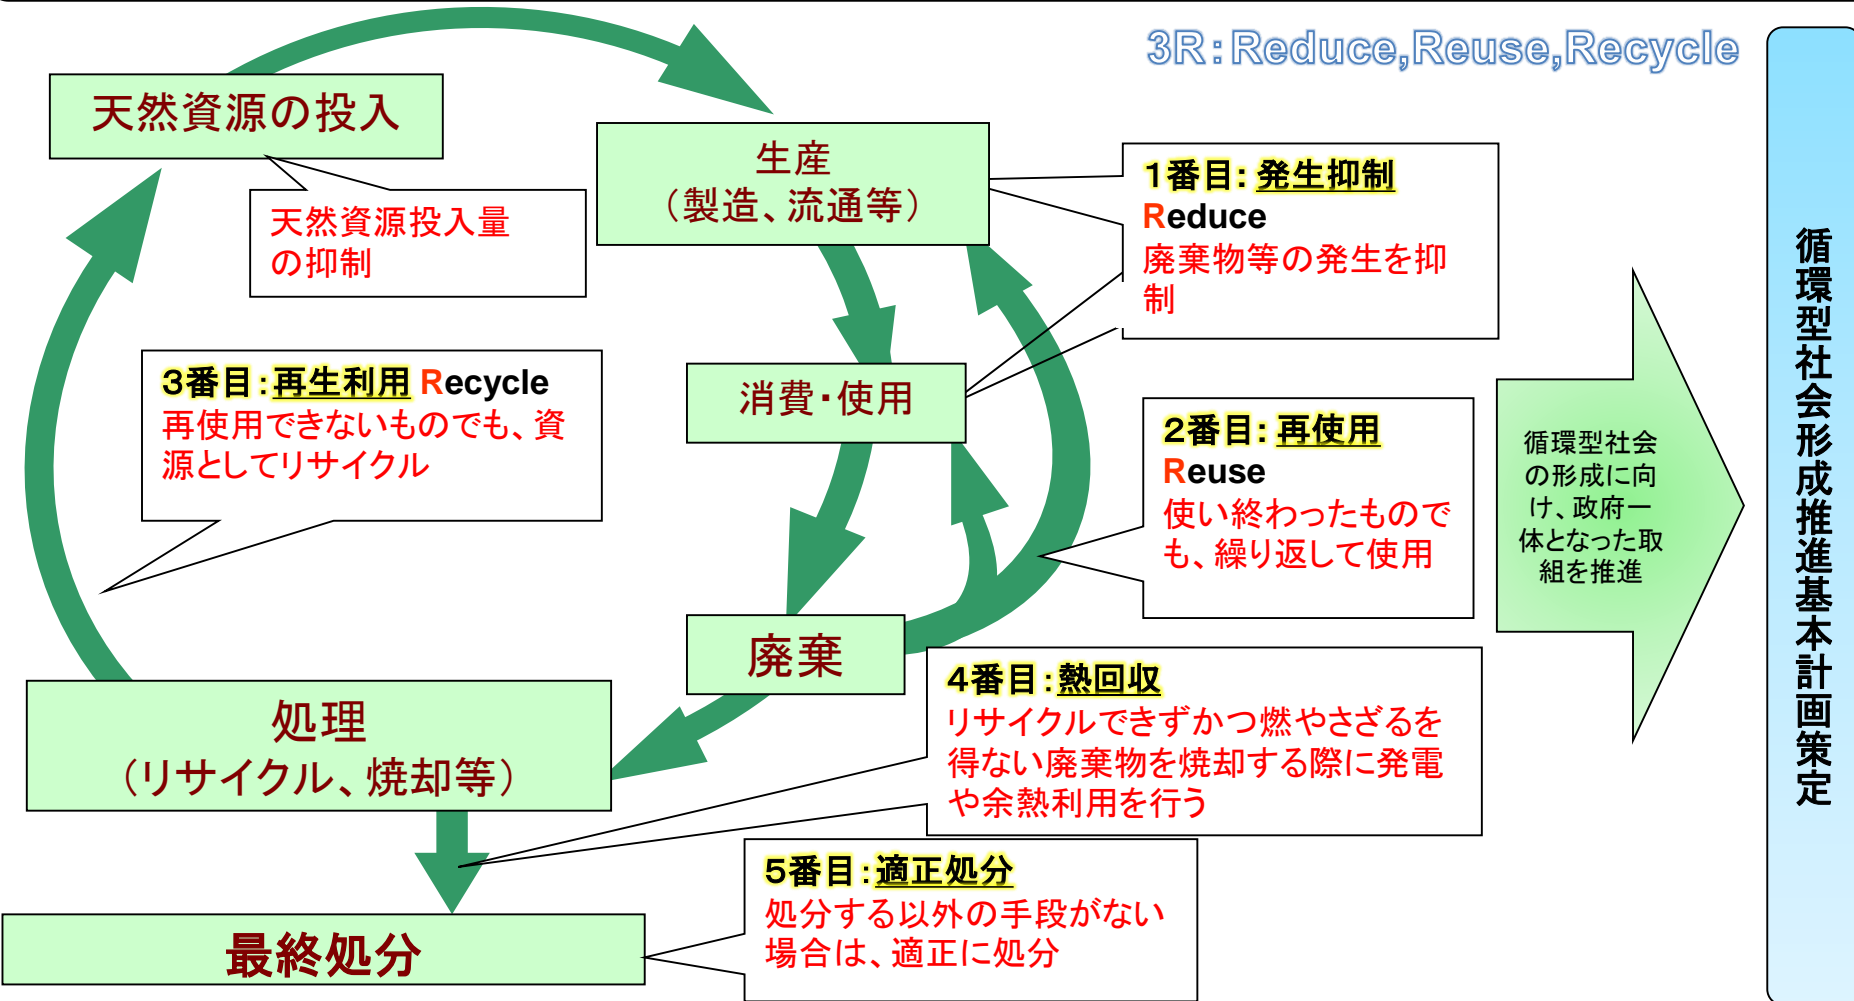 3R:Reduce,Reuse,Recycle
天然資源の投入
天然資源投入量
の抑制
生産
(製造、流通等)
1番目:発生抑制
Reduce
廃棄物等の発生を抑
制
3番目:再生利用 Recycle
再使用できないものでも、資
源としてリサイクル
消費・使用
2番目:再使用
Reuse
使い終わったもので
も、繰り返して使用
廃棄
処理
(リサイクル、焼却等)
4番目:熱回収
リサイクルできずかつ燃やさざるを
得ない廃棄物を焼却する際に発電
や余熱利用を行う
5番目:適正処分
処分する以外の手段がない
場合は、適正に処分
最終処分
循環型社会
の形成に向
け、政府一
体となった取
組を推進
循環型社会形成推進基本計画策定